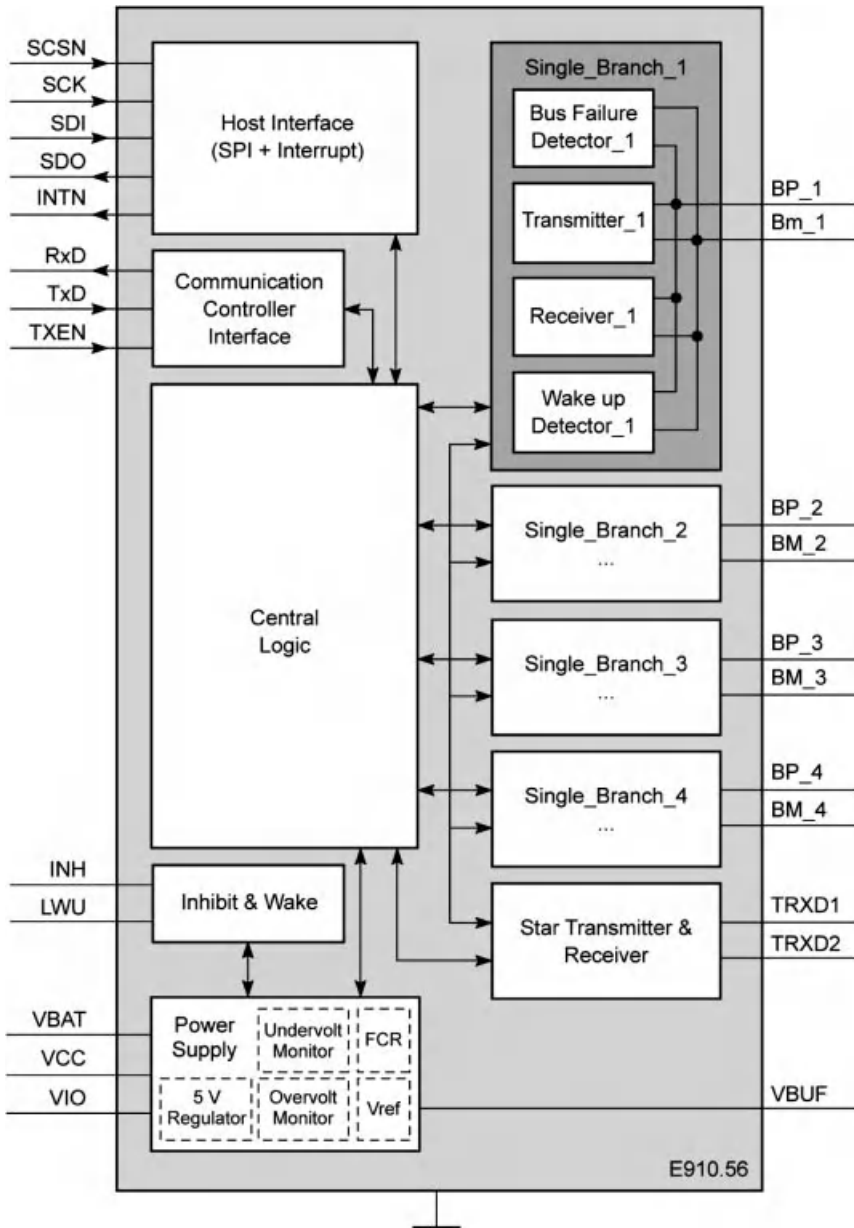 SCSN
SCK
SDI
SDO
INTN
Host Interface
(SPI + Interrupt)
RxD
TxD
TXEN
Communication
Controller
Interface
Central
Logic
INH
LWU
Inhibit & Wake
VBAT
VCC
VIO
Power
Supply
Undervolt
Monitor
FCR
5 V
Regulator
Overvolt
Monitor
Vref
Single_Branch_1
Bus Failure
Detector_1
Transmitter_1
Receiver_1
Wake up
Detector_1
BP_1
Bm_1
Single_Branch_2
...
BP_2
BM_2
Single_Branch_3
...
BP_3
BM_3
Single_Branch_4
...
BP_4
BM_4
Star Transmitter &
Receiver
TRXD1
TRXD2
VBUF
E910.56